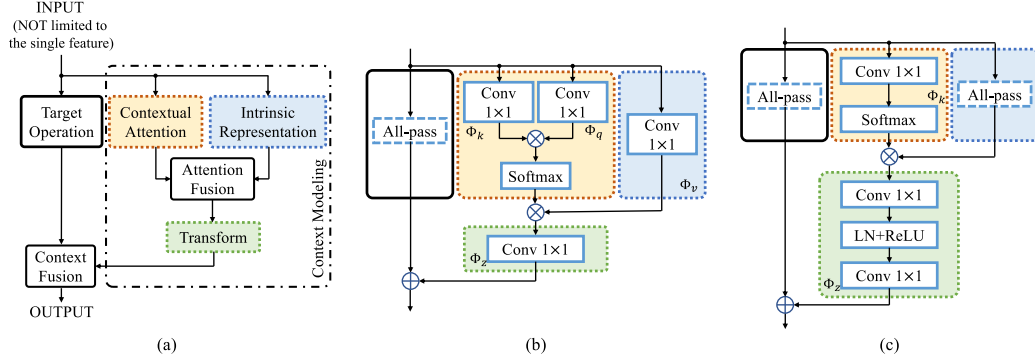 INPUT
(NOT limited to
the single feature)
Target
Operation
Contextual
Attention
Intrinsic
Representation
Attention
Fusion
Transform
Context
Fusion
OUTPUT
Context Modeling
(a)
All-pass
Conv
1×1
Conv
1×1
Φk
Φq
Softmax
Conv
1×1
Φv
Conv 1×1
Φz
(b)
All-pass
Conv 1×1
Φk
Softmax
All-pass
Conv 1×1
LN+ReLU
Conv 1×1
Φz
(c)